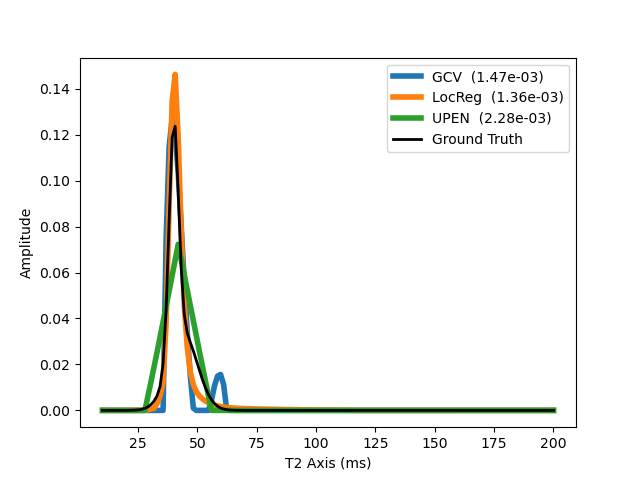 GCV (1.47e-03)
LocReg (1.36e-03)
UPEN (2.28e-03)
Ground Truth
Amplitude
0.14
0.12
0.10
0.08
0.06
0.04
0.02
0.00
25 50 75 100 125 150 175 200
T2 Axis (ms)